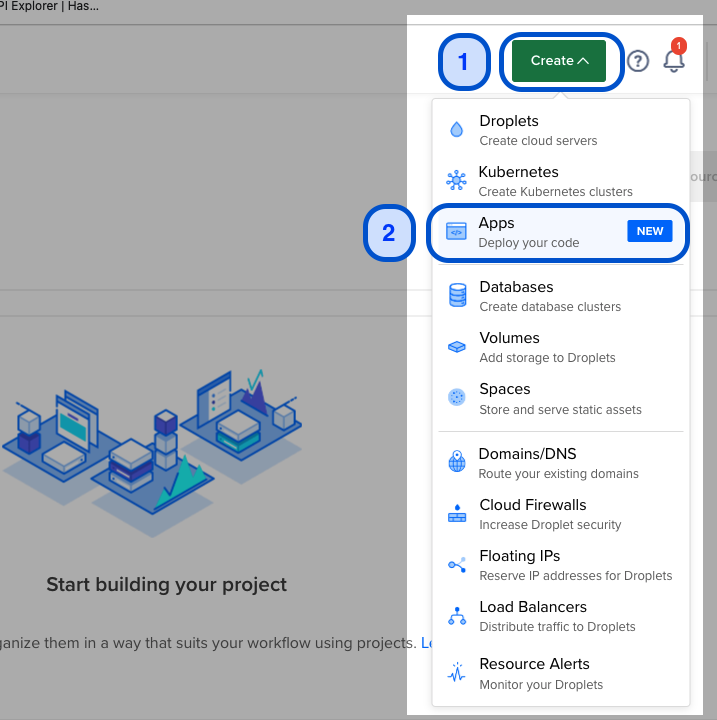 PI Explorer | Has...
1
Create
1
Droplets
Create cloud servers
Kubernetes
Create Kubernetes clusters
2
Apps
Deploy your code
NEW
Databases
Create database clusters
Volumes
Add storage to Droplets
Spaces
Store and serve static assets
Domains/DNS
Route your existing domains
Cloud Firewalls
Increase Droplet security
Floating IPs
Reserve IP addresses for Droplets
Load Balancers
Distribute traffic to Droplets
Resource Alerts
Monitor your Droplets
Start building your project
ganize them in a way that suits your workflow using projects.